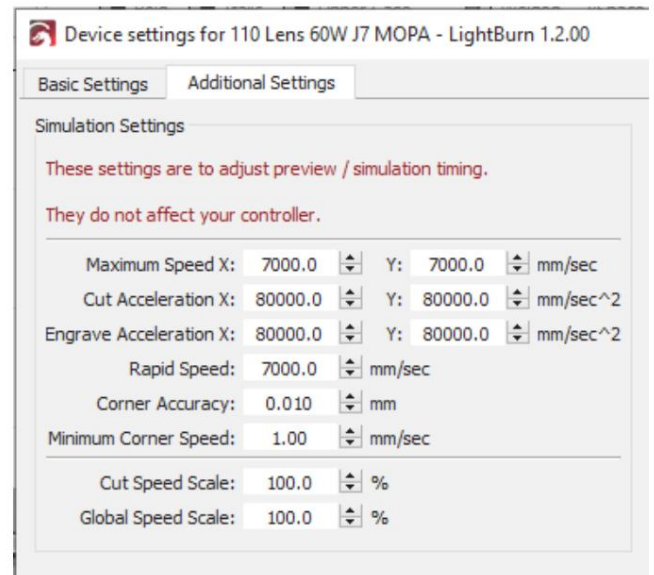 Device settings for 110 Lens 60W J7 MOPA - LightBurn 1.2.00
Basic Settings Additional Settings
Simulation Settings
These settings are to adjust preview / simulation timing.
They do not affect your controller.
Maximum Speed X: 7000.0 Y: 7000.0 mm/sec
Cut Acceleration X: 80000.0 Y: 80000.0 mm/sec^2
Engrave Acceleration X: 80000.0 Y: 80000.0 mm/sec^2
Rapid Speed: 7000.0 mm/sec
Corner Accuracy: 0.010 mm
Minimum Corner Speed: 1.00 mm/sec
Cut Speed Scale: 100.0 %
Global Speed Scale: 100.0 %